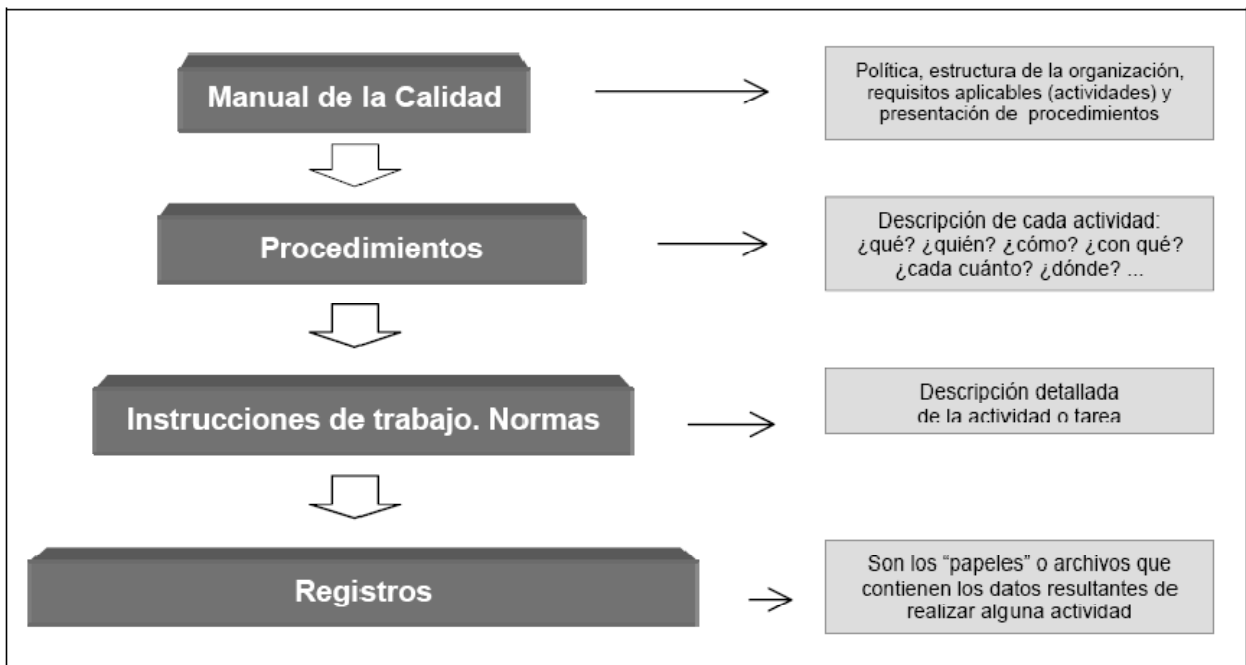 Manual de la Calidad
Política, estructura de la organización,
requisitos aplicables (actividades) y
presentación de procedimientos
Procedimientos
Descripción de cada actividad:
¿qué? ¿quién? ¿cómo? ¿con qué?
¿cada cuánto? ¿dónde? ...
Instrucciones de trabajo. Normas
Descripción detallada
de la actividad o tarea
Registros
Son los “papeles” o archivos que
contienen los datos resultantes de
realizar alguna actividad